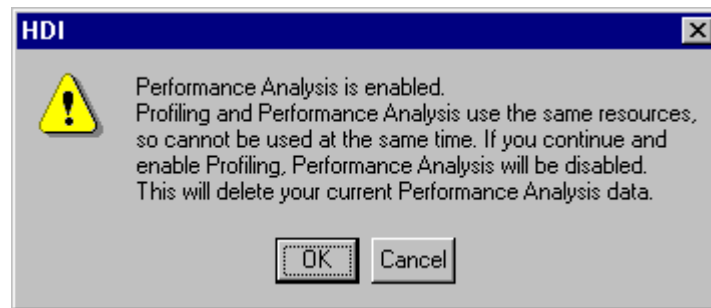 HDI
Performance Analysis is enabled.
Profiling and Performance Analysis use the same resources,
so cannot be used at the same time. If you continue and
enable Profiling, Performance Analysis will be disabled.
This will delete your current Performance Analysis data.
OK Cancel